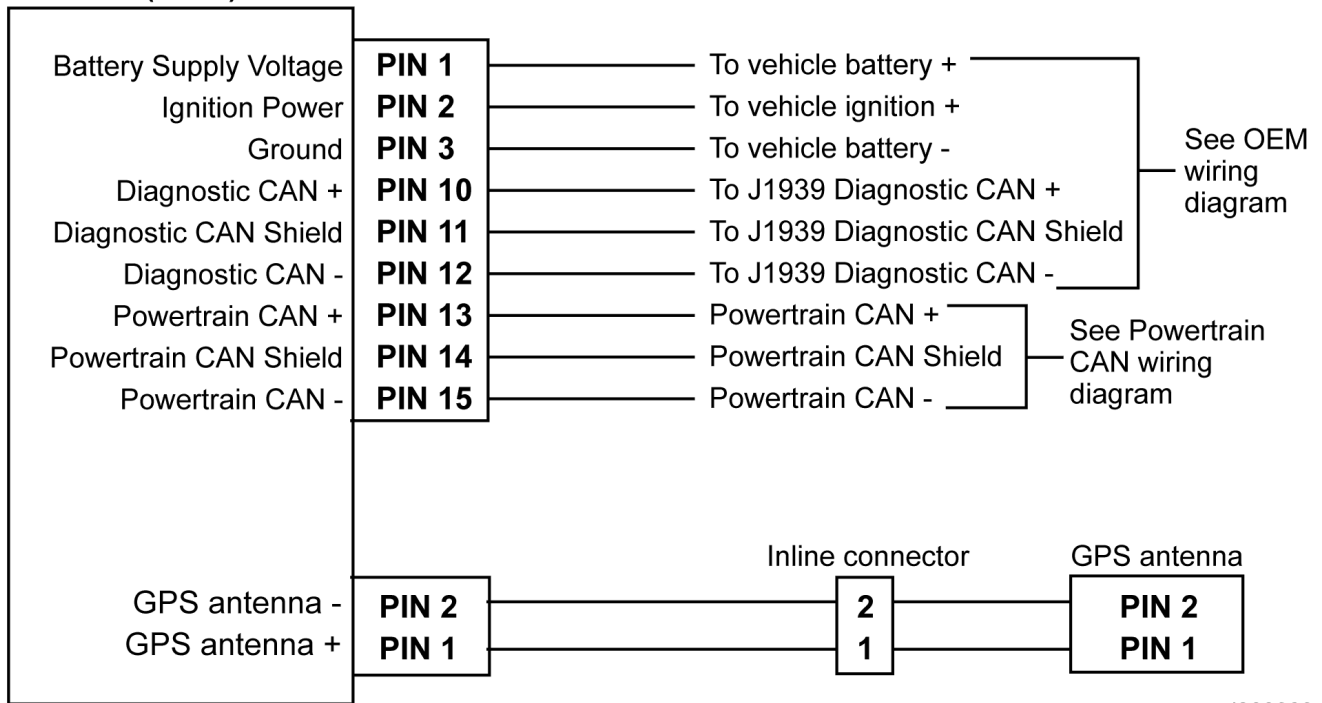 Battery Supply Voltage PIN 1 To vehicle battery +
Ignition Power PIN 2 To vehicle ignition +
Ground PIN 3 To vehicle battery -
Diagnostic CAN + PIN 10 To J1939 Diagnostic CAN +
Diagnostic CAN Shield PIN 11 To J1939 Diagnostic CAN Shield
Diagnostic CAN - PIN 12 To J1939 Diagnostic CAN -
See OEM
wiring
diagram
Powertrain CAN + PIN 13 Powertrain CAN +
Powertrain CAN Shield PIN 14 Powertrain CAN Shield
Powertrain CAN - PIN 15 Powertrain CAN -
See Powertrain
CAN wiring
diagram
Inline connector GPS antenna
GPS antenna - PIN 2 2 PIN 2
GPS antenna + PIN 1 1 PIN 1